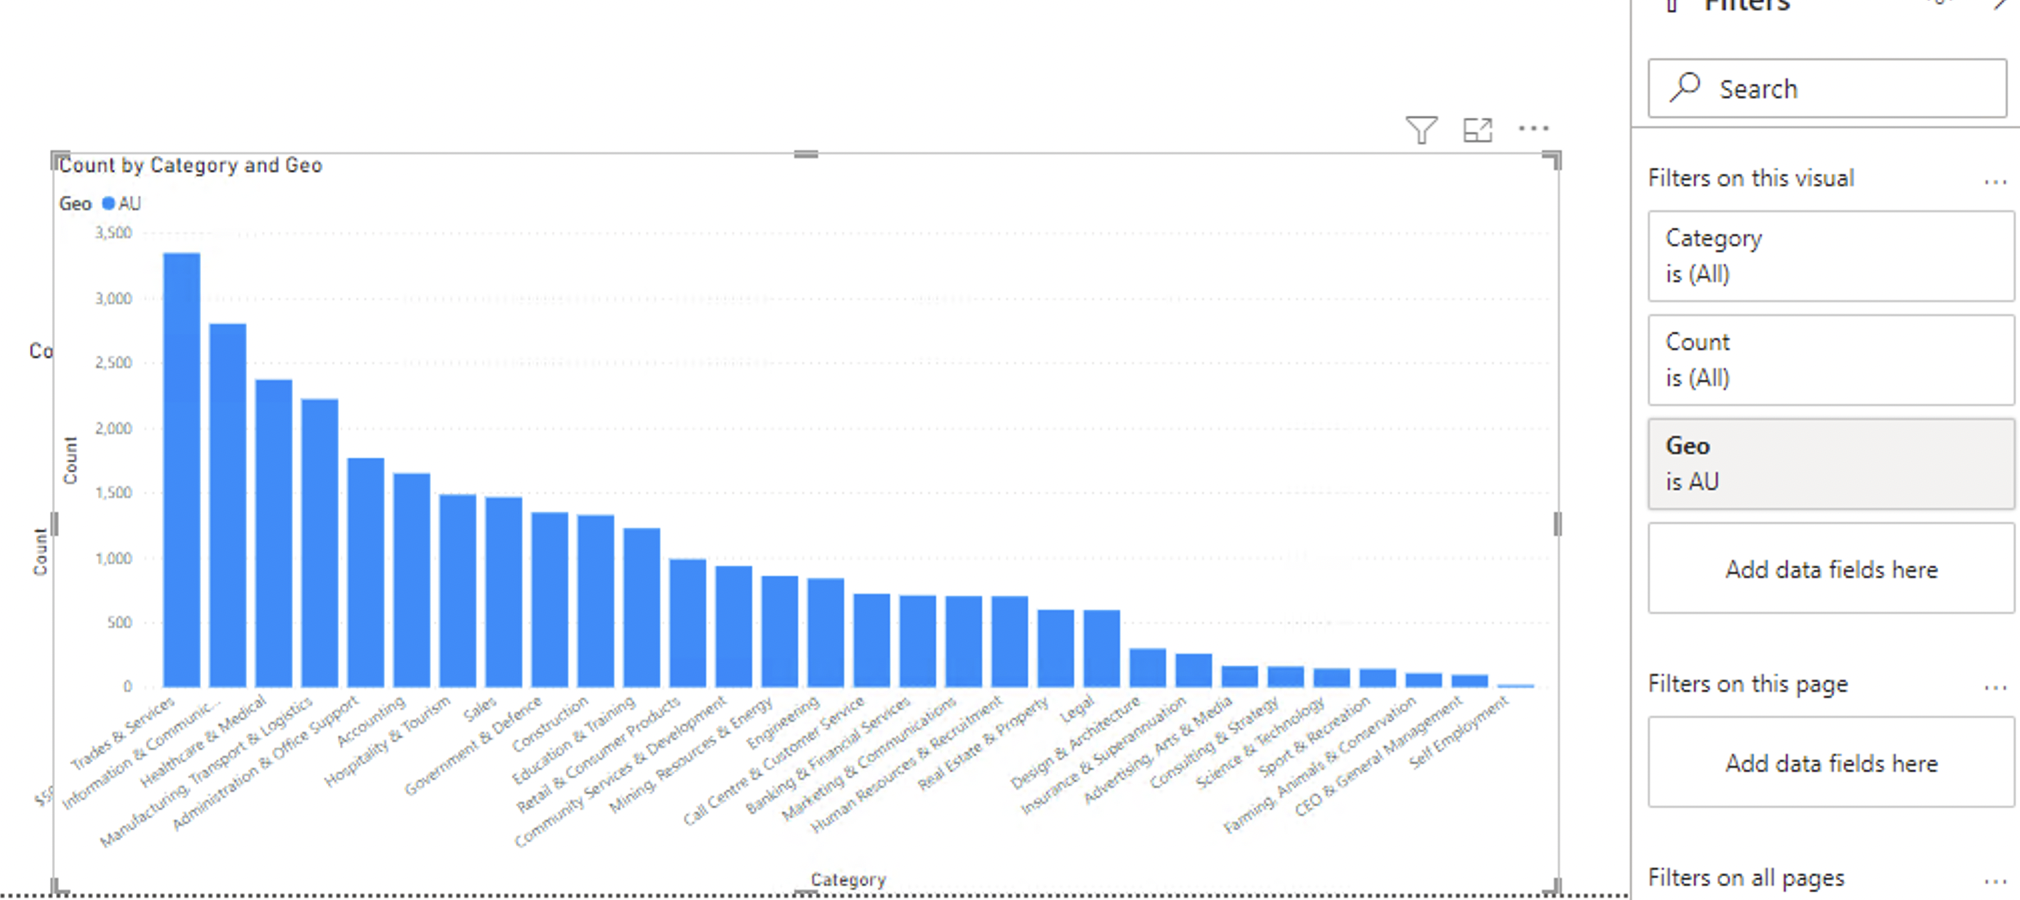 Filters
Search
Count by Category and Geo
Geo AU
3,500
3,000
2,500
2,000
1,500
1,000
500
0
Count
Co
Count
Trades & Services
Information & Communic...
Healthcare & Medical
Manufacturing, Transport & Logistics
Administration & Office Support
Accounting
Hospitality & Tourism
Sales
Government & Defence
Construction
Education & Training
Retail & Consumer Products
Community Services & Development
Mining, Resources & Energy
Engineering
Call Centre & Customer Service
Banking & Financial Services
Marketing & Communications
Human Resources & Recruitment
Real Estate & Property
Legal
Design & Architecture
Insurance & Superannuation
Advertising, Arts & Media
Consulting & Strategy
Science & Technology
Sport & Recreation
Farming, Animals & Conservation
CEO & General Management
Self Employment
Category
Filters on this visual ...
Category
is (All)
Count
is (All)
Geo
is AU
Add data fields here
Filters on this page ...
Add data fields here
Filters on all pages ...